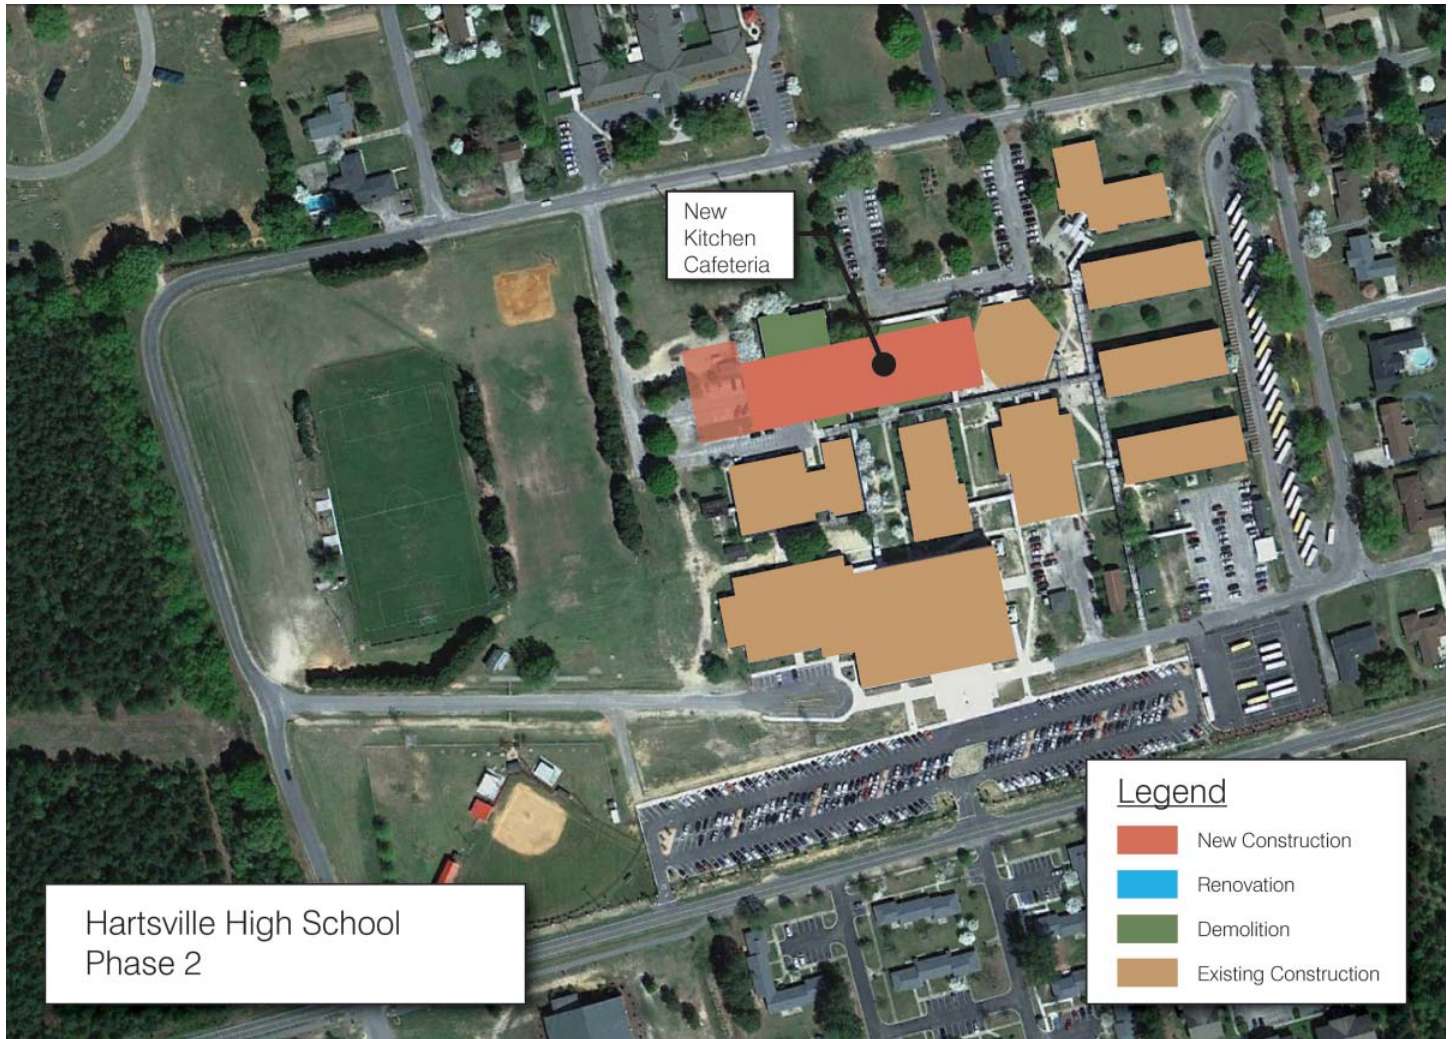 New
Kitchen
Cafeteria
Legend
New Construction
Renovation
Demolition
Existing Construction
Hartsville High School
Phase 2